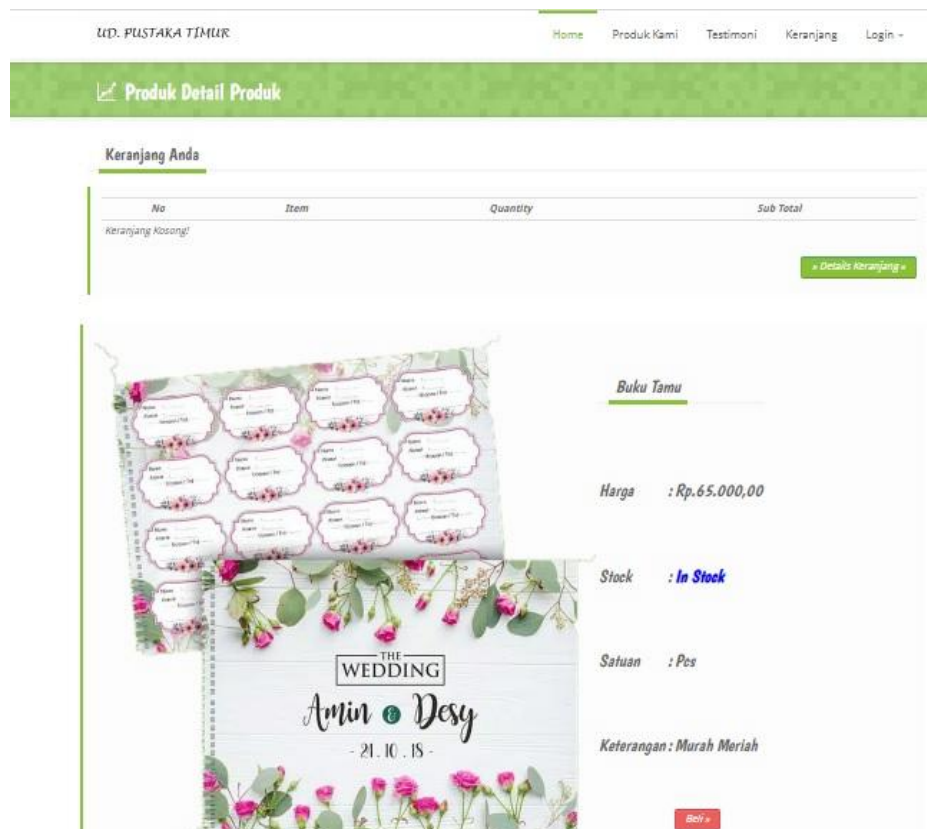 UD. PUSTAKA TIMUR
Home Produk Kami Testimoni Keranjang Login
Produk Detail Produk
Keranjang Anda
No Item Quantity Sub Total
Keranjang Kosong!
» Details Keranjang «
Buku Tamu
Harga : Rp.65.000,00
Stock : In Stock
Satuan : Pcs
Keterangan : Murah Meriah
Beli »
THE
WEDDING
Amin & Desy
- 21 . 10 . 18 -